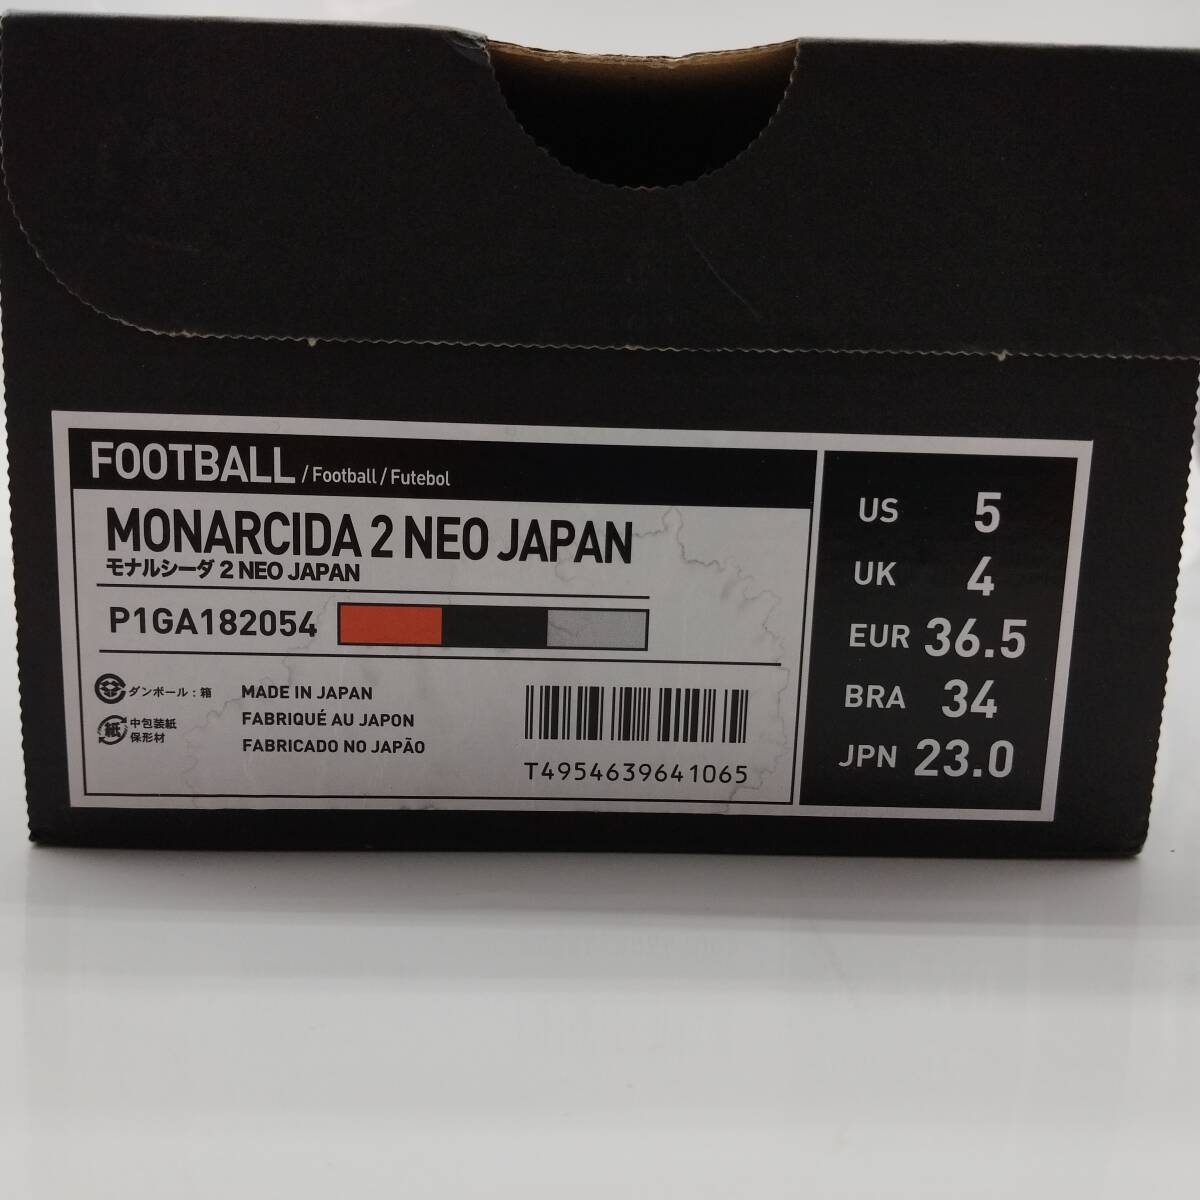 FOOTBALL / Football / Futebol
MONARCIDA 2 NEO JAPAN
モナルシーダ 2 NEO JAPAN
P1GA182054
ダンボール : 箱
紙 中包装紙
保形材
MADE IN JAPAN
FABRIQUÉ AU JAPON
FABRICADO NO JAPÃO
T4954639641065
US 5
UK 4
EUR 36.5
BRA 34
JPN 23.0